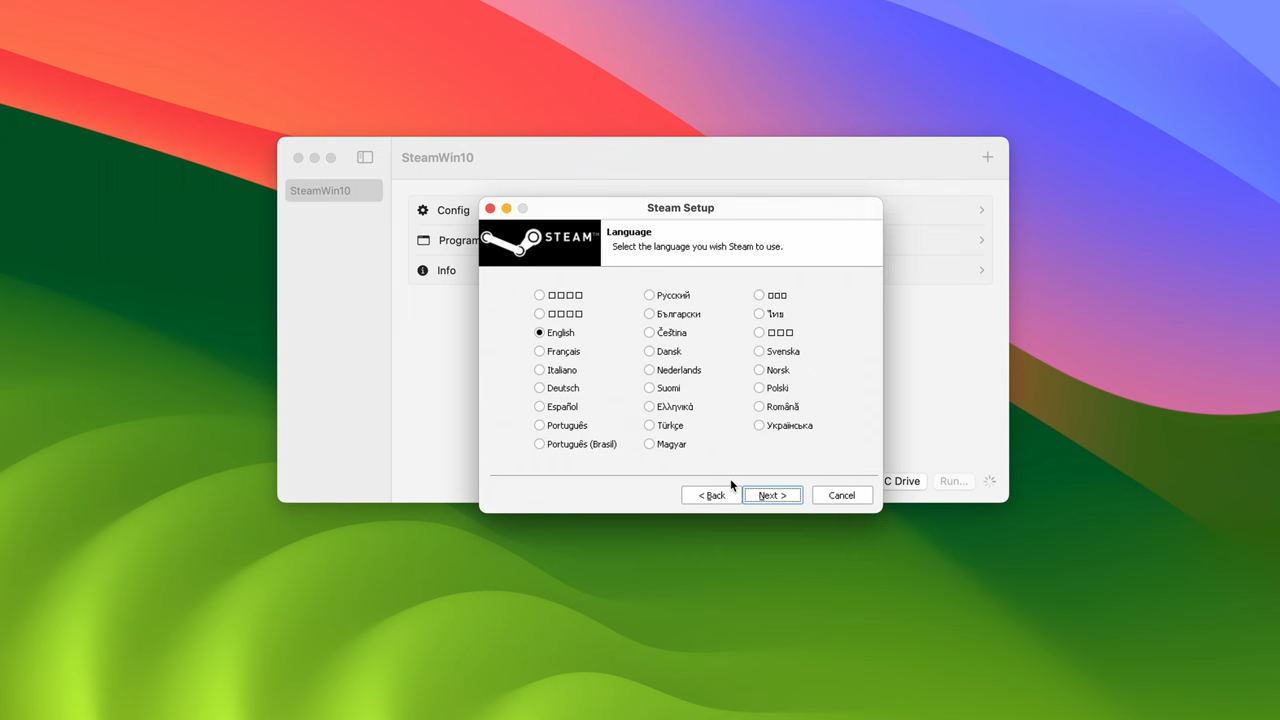 SteamWin10
SteamWin10
Config
Program
Info
Steam Setup
STEAM™
Language
Select the language you wish Steam to use.
□□□□
□□□□
English
Français
Italiano
Deutsch
Español
Português
Português (Brasil)
Русский
Български
Čeština
Dansk
Nederlands
Suomi
Ελληνικά
Türkçe
Magyar
□□□
ไทย
□□□
Svenska
Norsk
Polski
Română
Українська
< Back
Next >
Cancel
C Drive
Run...